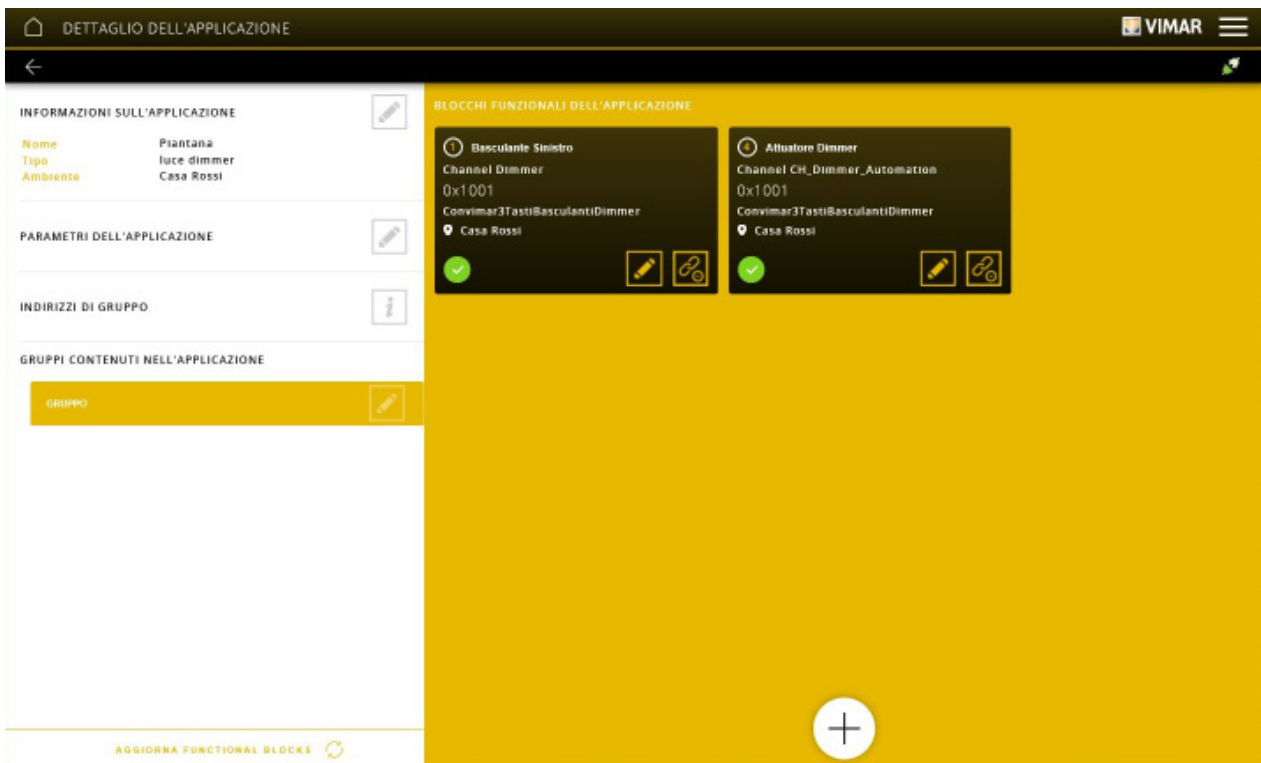 DETTAGLIO DELL'APPLICAZIONE
VIMAR
INFORMAZIONI SULL'APPLICAZIONE
Nome Piantana
Tipo luce dimmer
Ambiente Casa Rossi
PARAMETRI DELL'APPLICAZIONE
INDIRIZZI DI GRUPPO
i
GRUPPI CONTENUTI NELL'APPLICAZIONE
GRUPPO
AGGIORNA FUNCTIONAL BLOCKS
BLOCCHI FUNZIONALI DELL'APPLICAZIONE
1 Basculante Sinistro
Channel Dimmer
0x1001
Convimar3TastiBasculantiDimmer
Casa Rossi
4 Attuatore Dimmer
Channel CH_Dimmer_Automation
0x1001
Convimar3TastiBasculantiDimmer
Casa Rossi